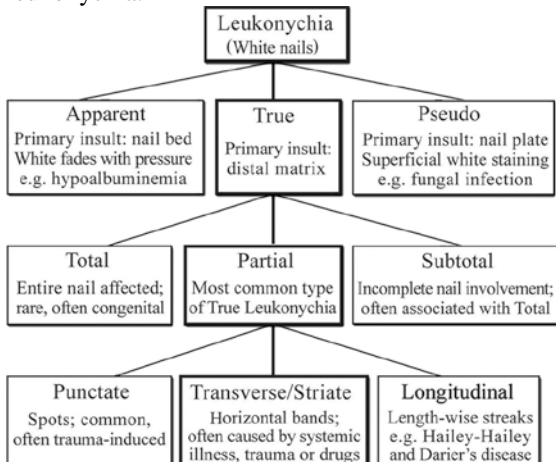 Leukonychia
(White nails)
Apparent
Primary insult: nail bed
White fades with pressure
e.g. hypoalbuminemia
True
Primary insult:
distal matrix
Pseudo
Primary insult: nail plate
Superficial white staining
e.g. fungal infection
Total
Entire nail affected;
rare, often congenital
Partial
Most common type
of True Leukonychia
Subtotal
Incomplete nail involvement;
often associated with Total
Punctate
Spots; common,
often trauma-induced
Transverse/Striate
Horizontal bands;
often caused by systemic
illness, trauma or drugs
Longitudinal
Length-wise streaks
e.g. Hailey-Hailey
and Darier's disease